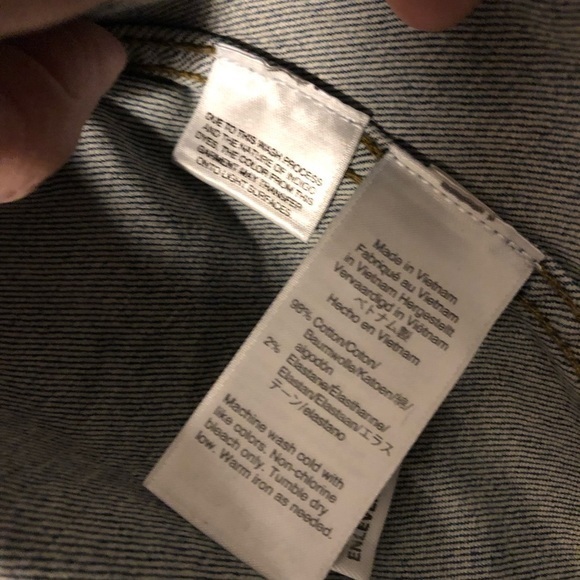 DUE TO THIS WASH PROCESS
AND THE NATURE OF INDIGO
DYES, THE COLOR FROM THIS
GARMENT MAY TRANSFER
ONTO LIGHT SURFACES.
Made in Vietnam
Fabriqué au Vietnam
in Vietnam Hergestellt
Vervaardigd in Viëtnam
ベトナム製
Hecho en Vietnam
98% Cotton/Coton/
Baumwolle/Katoen/綿/
algodón
2% Elastane/Élasthanne/
Elastan/Elastaan/エラス
テーン/elastano
Machine wash cold with
like colors. Non-chlorine
bleach only. Tumble dry
low. Warm iron as needed.